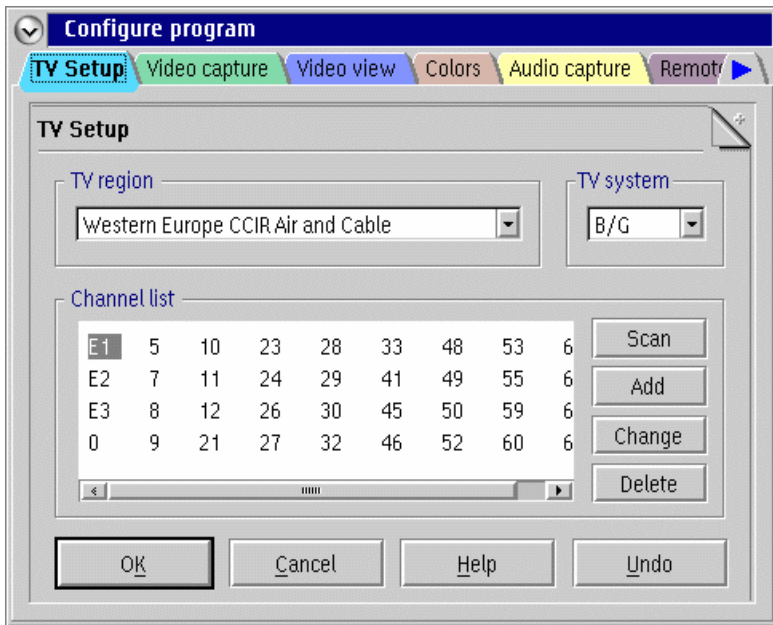 Configure program
TV Setup Video capture Video view Colors Audio capture
TV Setup
TV region
TV system
Western Europe CCIR Air and Cable
B/G
Channel list
E1 5 10 23 28 33 48 53
E2 7 11 24 29 41 49 55
E3 8 12 26 30 45 50 59
0 9 21 27 32 46 52 60
Scan
Add
Change
Delete
OK Cancel Help Undo